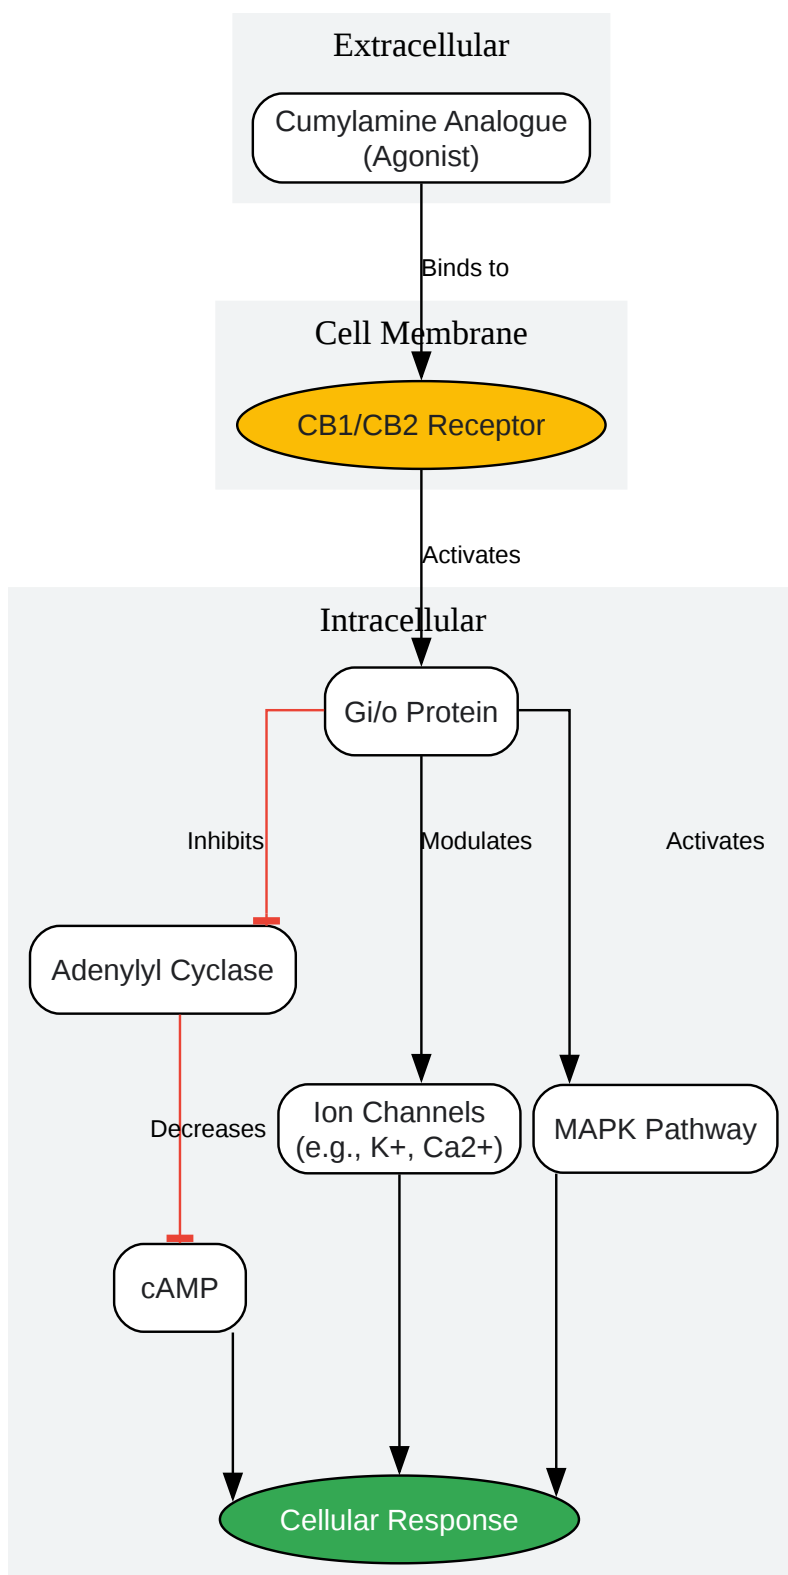 Extracellular
Cumylamine Analogue
(Agonist)
Binds to
Cell Membrane
CB1/CB2 Receptor
Activates
Intracellular
Gi/o Protein
Inhibits
Modulates
Activates
Adenylyl Cyclase
Ion Channels
(e.g., K+, Ca2+)
MAPK Pathway
Decreases
cAMP
Cellular Response